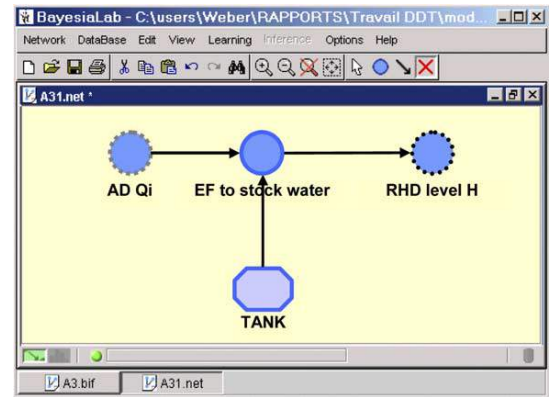 BayesiaLab - C:\users\Weber\RAPPORTS\Travail DDT\mod...
Network DataBase Edit View Learning Inference Options Help
A31.net *
AD Qi EF to stock water RHD level H
TANK
A3.bif A31.net